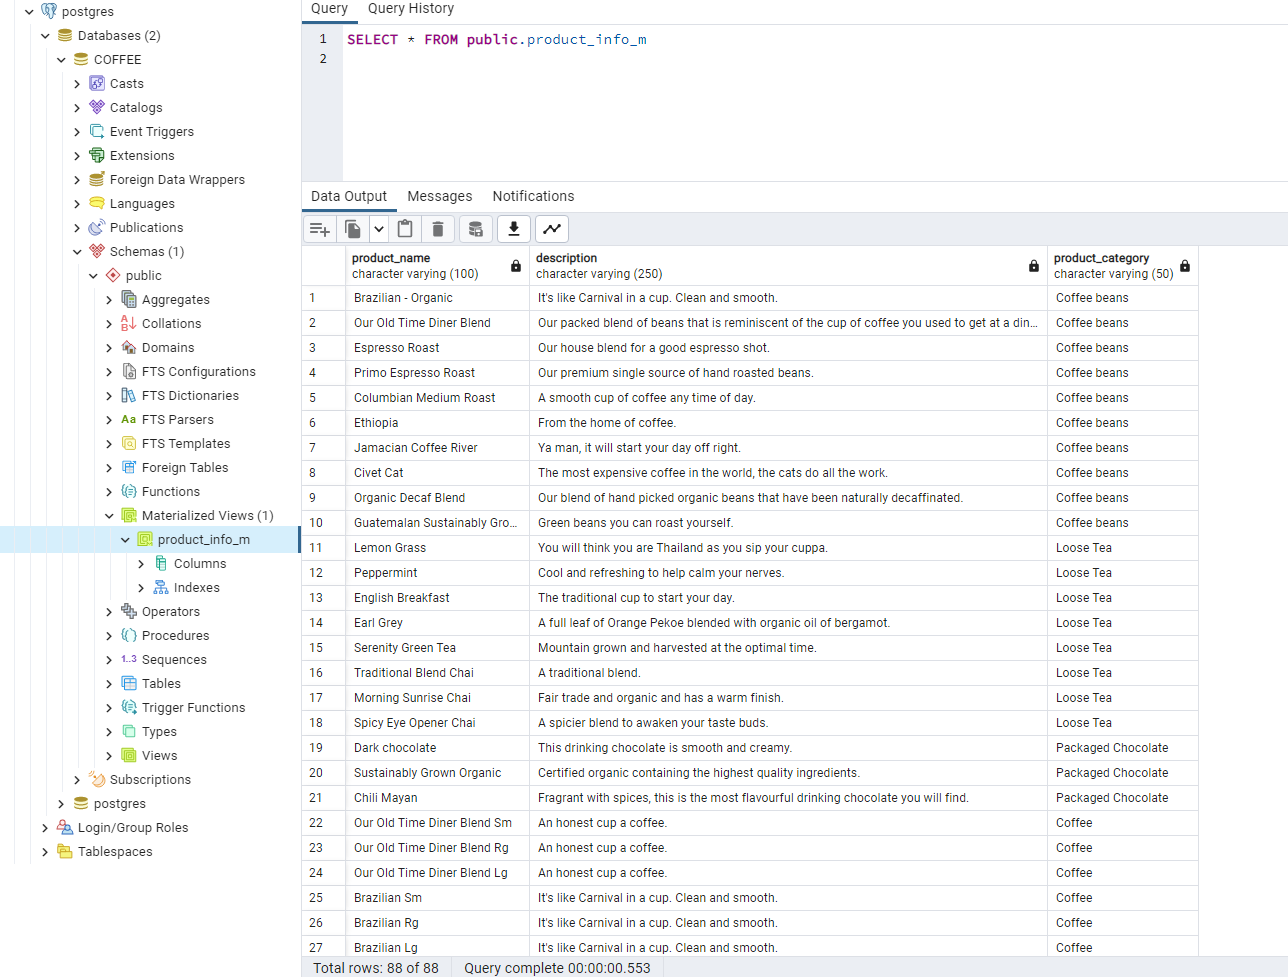 postgres
Databases (2)
COFFEE
Casts
Catalogs
Event Triggers
Extensions
Foreign Data Wrappers
Languages
Publications
Schemas (1)
public
Aggregates
Collations
Domains
FTS Configurations
FTS Dictionaries
Aa FTS Parsers
FTS Templates
Foreign Tables
Functions
Materialized Views (1)
product_info_m
Columns
Indexes
Operators
Procedures
1..3 Sequences
Tables
Trigger Functions
Types
Views
Subscriptions
postgres
Login/Group Roles
Tablespaces
Query Query History
1 SELECT * FROM public.product_info_m
2
Data Output Messages Notifications
product_name description product_category
character varying (100) character varying (250) character varying (50)
1 Brazilian - Organic It's like Carnival in a cup. Clean and smooth. Coffee beans
2 Our Old Time Diner Blend Our packed blend of beans that is reminiscent of the cup of coffee you used to get at a din... Coffee beans
3 Espresso Roast Our house blend for a good espresso shot. Coffee beans
4 Primo Espresso Roast Our premium single source of hand roasted beans. Coffee beans
5 Columbian Medium Roast A smooth cup of coffee any time of day. Coffee beans
6 Ethiopia From the home of coffee. Coffee beans
7 Jamacian Coffee River Ya man, it will start your day off right. Coffee beans
8 Civet Cat The most expensive coffee in the world, the cats do all the work. Coffee beans
9 Organic Decaf Blend Our blend of hand picked organic beans that have been naturally decaffinated. Coffee beans
10 Guatemalan Sustainably Gro... Green beans you can roast yourself. Coffee beans
11 Lemon Grass You will think you are Thailand as you sip your cuppa. Loose Tea
12 Peppermint Cool and refreshing to help calm your nerves. Loose Tea
13 English Breakfast The traditional cup to start your day. Loose Tea
14 Earl Grey A full leaf of Orange Pekoe blended with organic oil of bergamot. Loose Tea
15 Serenity Green Tea Mountain grown and harvested at the optimal time. Loose Tea
16 Traditional Blend Chai A traditional blend. Loose Tea
17 Morning Sunrise Chai Fair trade and organic and has a warm finish. Loose Tea
18 Spicy Eye Opener Chai A spicier blend to awaken your taste buds. Loose Tea
19 Dark chocolate This drinking chocolate is smooth and creamy. Packaged Chocolate
20 Sustainably Grown Organic Certified organic containing the highest quality ingredients. Packaged Chocolate
21 Chili Mayan Fragrant with spices, this is the most flavourful drinking chocolate you will find. Packaged Chocolate
22 Our Old Time Diner Blend Sm An honest cup a coffee. Coffee
23 Our Old Time Diner Blend Rg An honest cup a coffee. Coffee
24 Our Old Time Diner Blend Lg An honest cup a coffee. Coffee
25 Brazilian Sm It's like Carnival in a cup. Clean and smooth. Coffee
26 Brazilian Rg It's like Carnival in a cup. Clean and smooth. Coffee
27 Brazilian Lg It's like Carnival in a cup. Clean and smooth. Coffee
Total rows: 88 of 88 Query complete 00:00:00.553